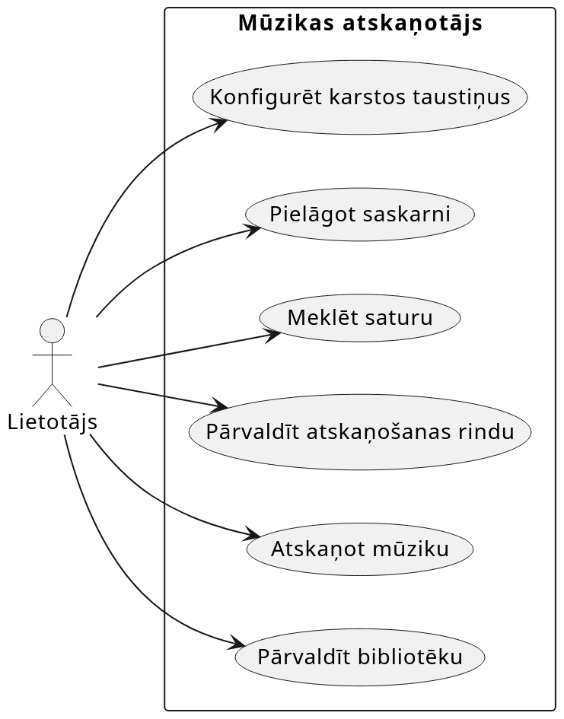 Mūzikas atskaņotājs
Konfigurēt karstos taustiņus
Pielāgot saskarni
Meklēt saturu
Lietotājs
Pārvaldīt atskaņošanas rindu
Atskaņot mūziku
Pārvaldīt bibliotēku